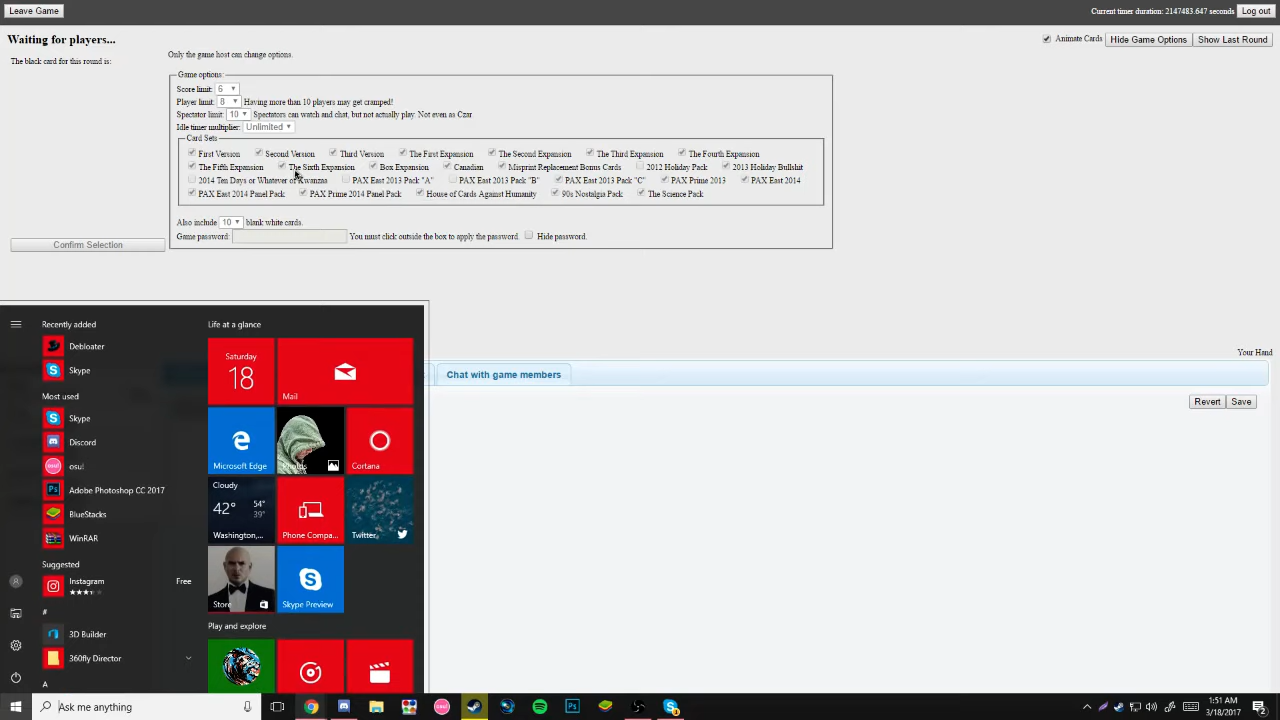 Leave Game
Current timer duration: 2147483.647 seconds Log out
Waiting for players...
Animate Cards Hide Game Options Show Last Round
The black card for this round is:
Only the game host can change options.
Game options:
Score limit: 6
Player limit: 8 Having more than 10 players may get cramped!
Spectator limit: 10 Spectators can watch and chat, but not actually play. Not even as Czar.
Idle timer multiplier: Unlimited
Card Sets
First Version Second Version Third Version The First Expansion The Second Expansion The Third Expansion The Fourth Expansion
The Fifth Expansion The Sixth Expansion Box Expansion Canadian Misprint Replacement Bonus Cards 2012 Holiday Pack 2013 Holiday Bullshit
2014 Ten Days or Whatever of Kwanzaa PAX East 2013 Pack "A" PAX East 2013 Pack "B" PAX East 2013 Pack "C" PAX Prime 2013 PAX East 2014
PAX East 2014 Panel Pack PAX Prime 2014 Panel Pack House of Cards Against Humanity 90s Nostalgia Pack The Science Pack
Also include 10 blank white cards.
Game password: You must click outside the box to apply the password. Hide password.
Confirm Selection
Your Hand
Chat with game members
Revert Save
Recently added
Debloater
Skype
Most used
Skype
Discord
osu!
Adobe Photoshop CC 2017
BlueStacks
WinRAR
Suggested
Instagram Free
#
3D Builder
360fly Director
A
Life at a glance
Saturday
18
Mail
Microsoft Edge
Photos
Cortana
Cloudy
42° 54°
39°
Washington,...
Phone Compa...
Twitter
Store
Skype Preview
Play and explore
Ask me anything
1:51 AM
3/18/2017